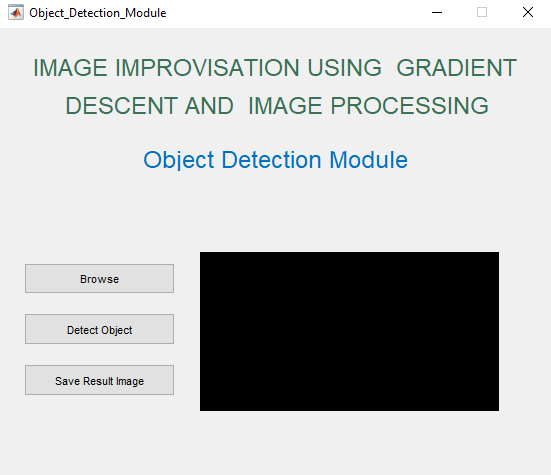 Object_Detection_Module
IMAGE IMPROVISATION USING  GRADIENT
DESCENT AND  IMAGE PROCESSING
Object Detection Module
Browse
Detect Object
Save Result Image